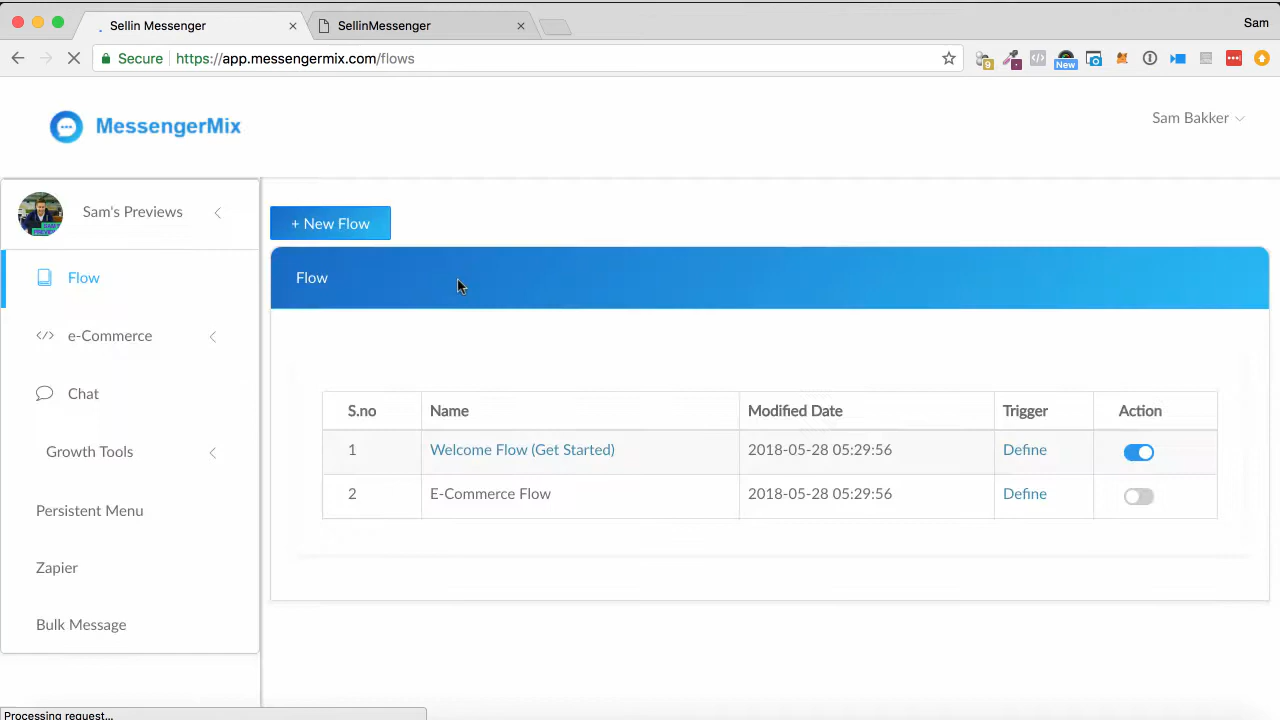 Sellin Messenger
SellinMessenger
Sam
Secure
https://app.messengermix.com/flows
9
New
MessengerMix
Sam Bakker
Sam's Previews
+ New Flow
Flow
Flow
e-Commerce
Chat
Growth Tools
Persistent Menu
Zapier
Bulk Message
S.no Name Modified Date Trigger Action
1 Welcome Flow (Get Started) 2018-05-28 05:29:56 Define
2 E-Commerce Flow 2018-05-28 05:29:56 Define
Processing request...